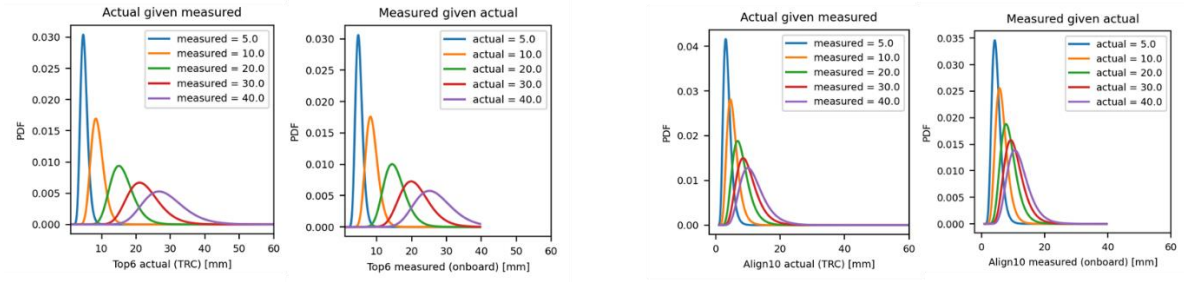 Actual given measured
0.030
0.025
0.020
0.015
0.010
0.005
0.000
PDF
measured = 5.0
measured = 10.0
measured = 20.0
measured = 30.0
measured = 40.0
10 20 30 40 50 60
Top6 actual (TRC) [mm]
Measured given actual
0.030
0.025
0.020
0.015
0.010
0.005
0.000
PDF
actual = 5.0
actual = 10.0
actual = 20.0
actual = 30.0
actual = 40.0
10 20 30 40 50 60
Top6 measured (onboard) [mm]
Actual given measured
0.04
0.03
0.02
0.01
0.00
PDF
measured = 5.0
measured = 10.0
measured = 20.0
measured = 30.0
measured = 40.0
0 20 40 60
Align10 actual (TRC) [mm]
Measured given actual
0.035
0.030
0.025
0.020
0.015
0.010
0.005
0.000
PDF
actual = 5.0
actual = 10.0
actual = 20.0
actual = 30.0
actual = 40.0
0 20 40 60
Align10 measured (onboard) [mm]